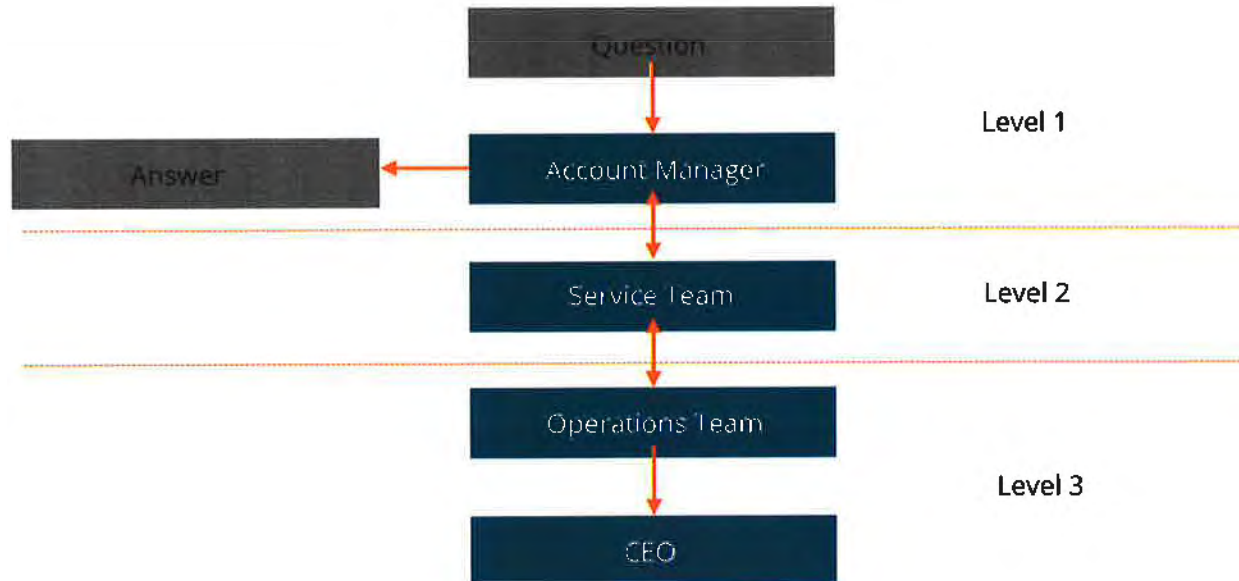 Question
Level 1
Answer
Account Manager
Service Team
Level 2
Operations Team
Level 3
CEO